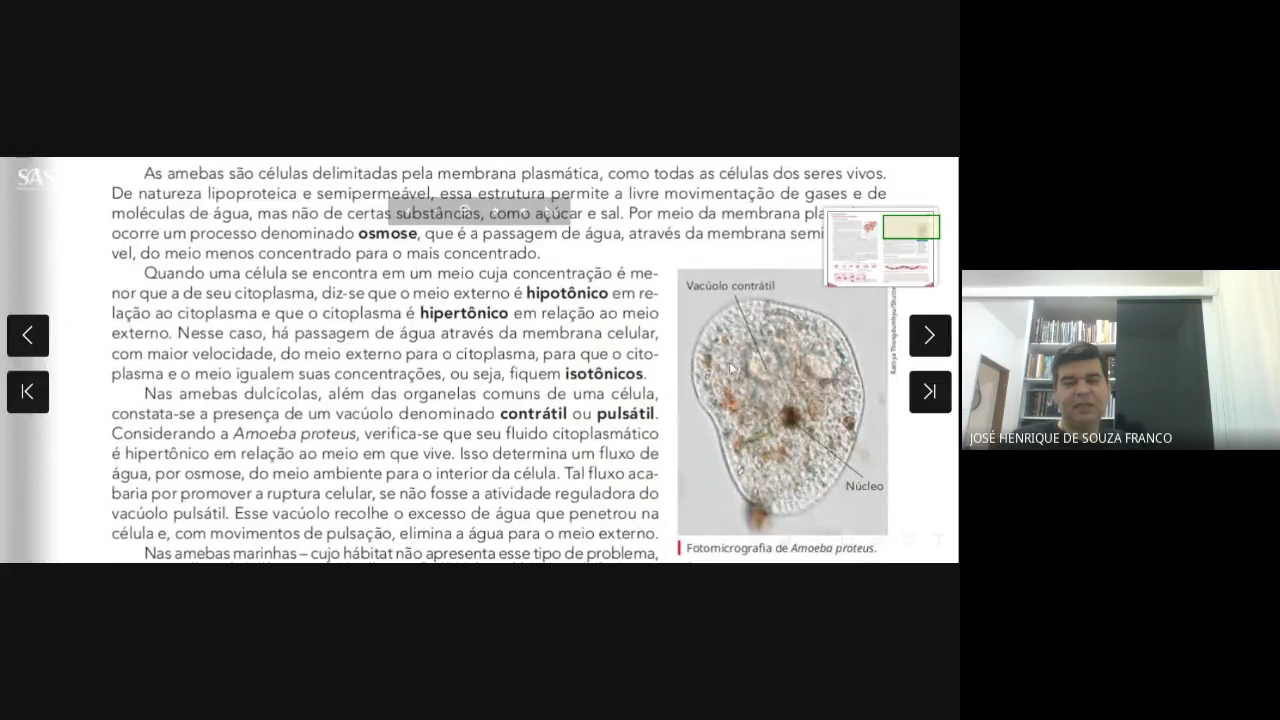 SAS
As amebas são células delimitadas pela membrana plasmática, como todas as células dos seres vivos.
De natureza lipoproteica e semipermeável, essa estrutura permite a livre movimentação de gases e de
moléculas de água, mas não de certas substâncias, como açúcar e sal. Por meio da membrana
ocorre um processo denominado osmose, que é a passagem de água, através da membrana
vel, do meio menos concentrado para o mais concentrado.
Quando uma célula se encontra em um meio cuja concentração é me-
nor que a de seu citoplasma, diz-se que o meio externo é hipotônico em re-
lação ao citoplasma e que o citoplasma é hipertônico em relação ao meio
externo. Nesse caso, há passagem de água através da membrana celular,
com maior velocidade, do meio externo para o citoplasma, para que o cito-
plasma e o meio igualem suas concentrações, ou seja, fiquem isotônicos.
Nas amebas dulcícolas, além das organelas comuns de uma célula,
constata-se a presença de um vacúolo denominado contrátil ou pulsátil.
Considerando a Amoeba proteus, verifica-se que seu fluido citoplasmático
é hipertônico em relação ao meio em que vive. Isso determina um fluxo de
água, por osmose, do meio ambiente para o interior da célula. Tal fluxo aca-
baria por promover a ruptura celular, se não fosse a atividade reguladora do
vacúolo pulsátil. Esse vacúolo recolhe o excesso de água que penetrou na
célula e, com movimentos de pulsação, elimina a água para o meio externo.
Nas amebas marinhas – cujo hábitat não apresenta esse tipo de problema,
Vacúolo contrátil
Núcleo
Fotomicrografia de Amoeba proteus.
JOSÉ HENRIQUE DE SOUZA FRANCO